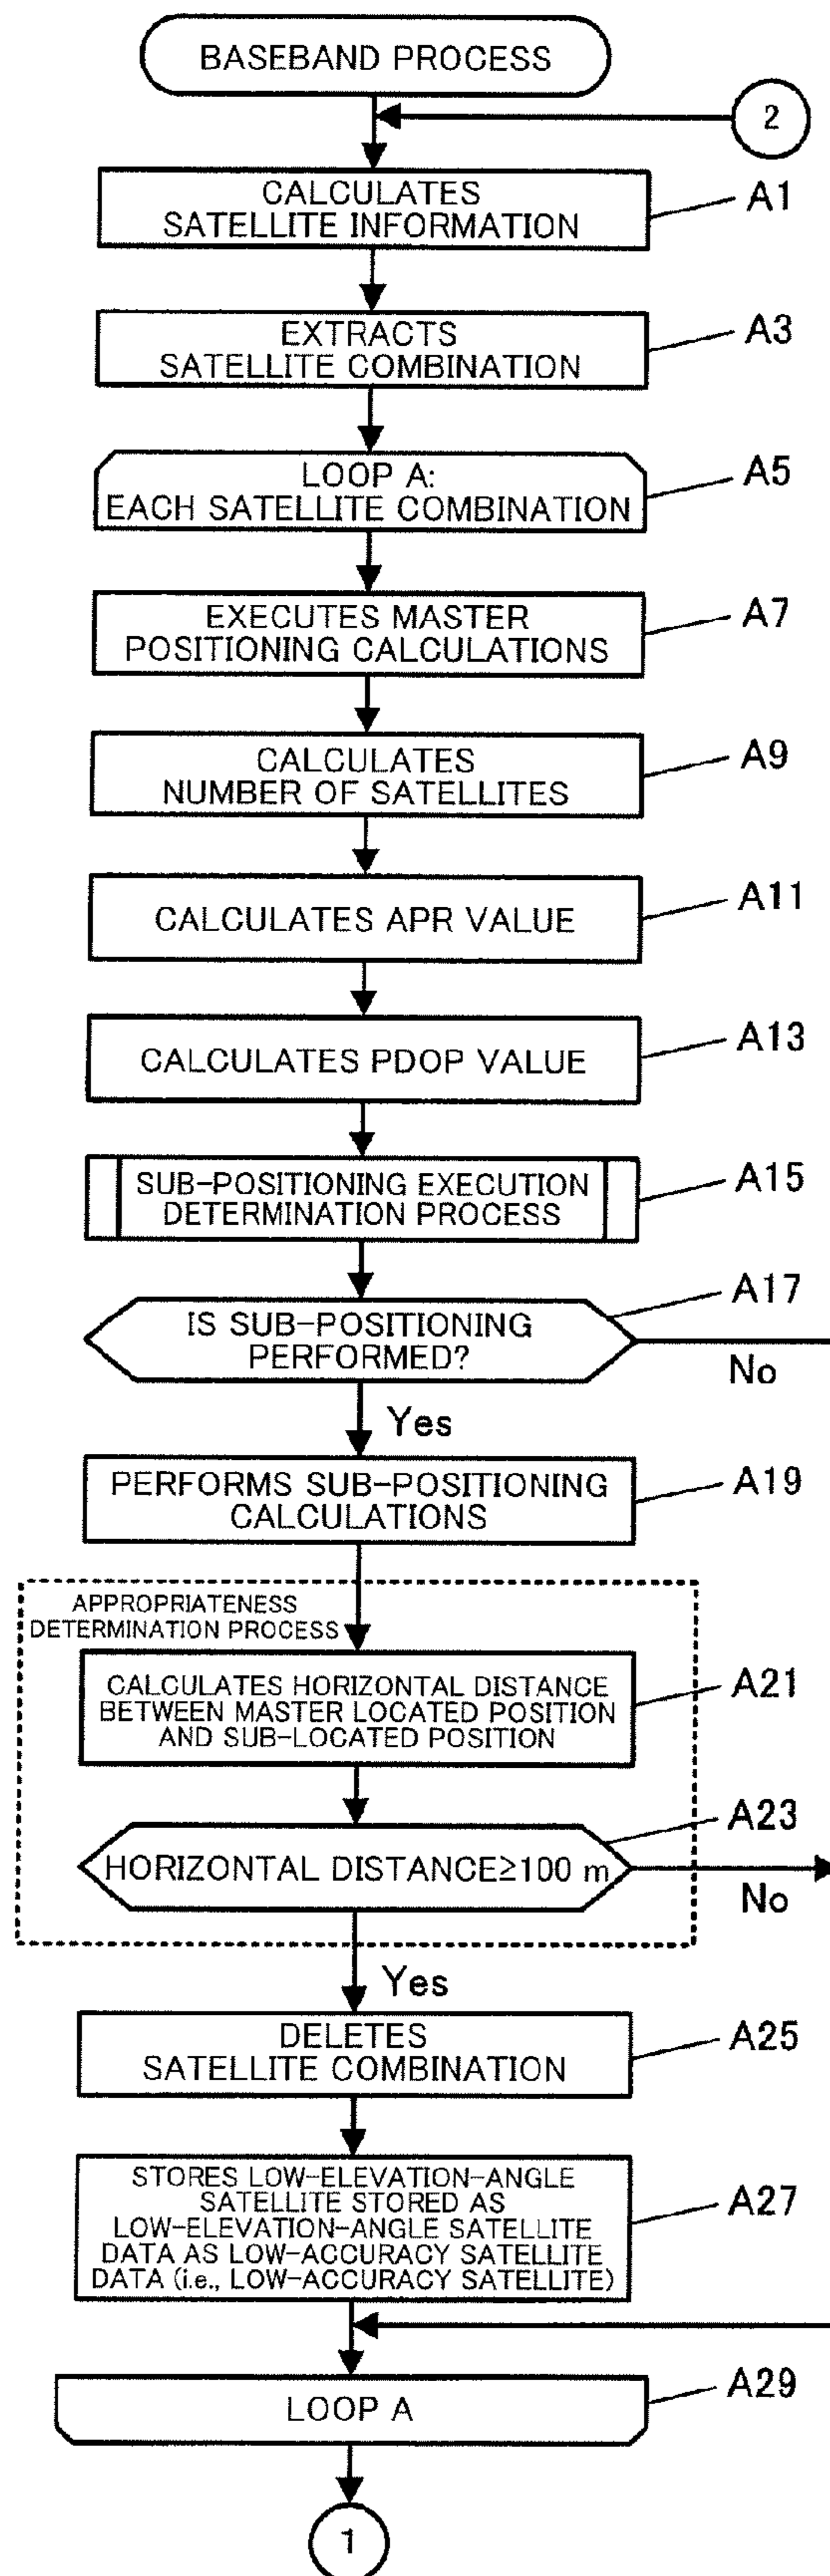 BASEBAND PROCESS
2
CALCULATES
SATELLITE INFORMATION
A1
EXTRACTS
SATELLITE COMBINATION
A3
LOOP A:
EACH SATELLITE COMBINATION
A5
EXECUTES MASTER
POSITIONING CALCULATIONS
A7
CALCULATES
NUMBER OF SATELLITES
A9
CALCULATES APR VALUE
A11
CALCULATES PDOP VALUE
A13
SUB-POSITIONING EXECUTION
DETERMINATION PROCESS
A15
IS SUB-POSITIONING
PERFORMED?
A17
No
Yes
PERFORMS SUB-POSITIONING
CALCULATIONS
A19
APPROPRIATENESS
DETERMINATION PROCESS
CALCULATES HORIZONTAL DISTANCE
BETWEEN MASTER LOCATED POSITION
AND SUB-LOCATED POSITION
A21
HORIZONTAL DISTANCE≥100 m
A23
No
Yes
DELETES
SATELLITE COMBINATION
A25
STORES LOW-ELEVATION-ANGLE
SATELLITE STORED AS
LOW-ELEVATION-ANGLE SATELLITE
DATA AS LOW-ACCURACY SATELLITE
DATA (i.e., LOW-ACCURACY SATELLITE)
A27
LOOP A
A29
1